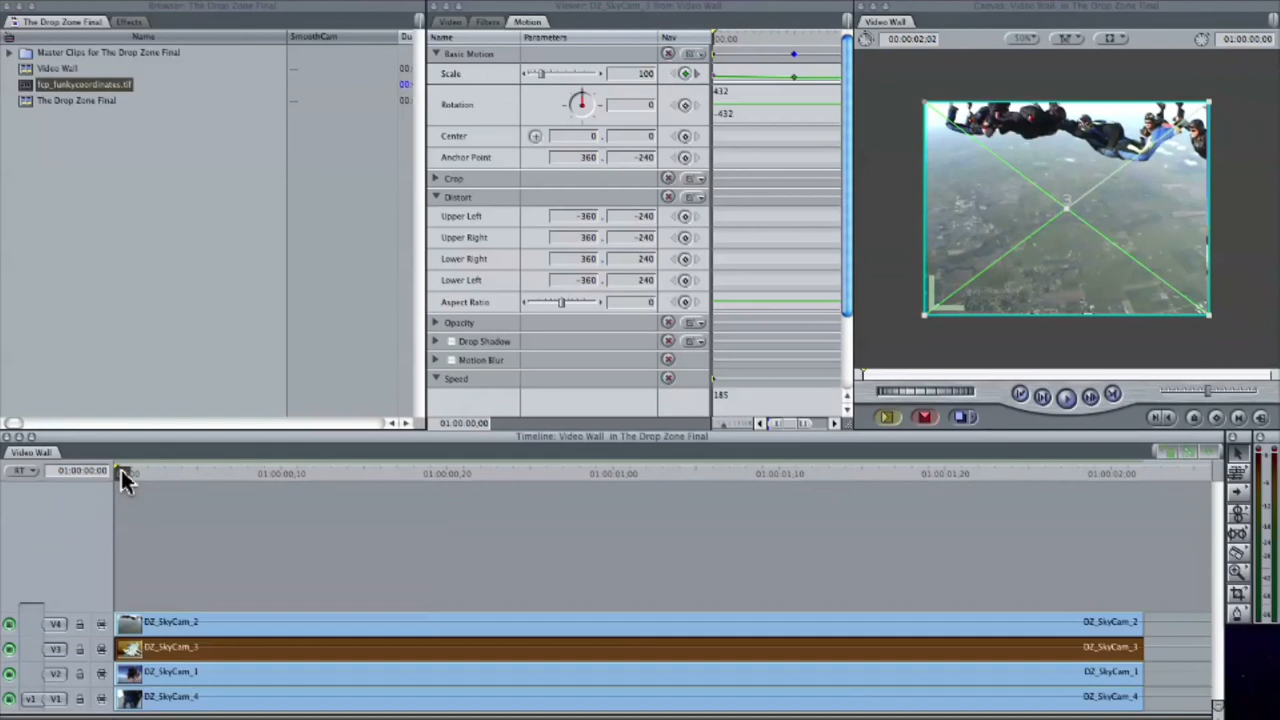 Browser: The Drop Zone Final
The Drop Zone Final Effects
Name SmoothCam Du
Master Clips for The Drop Zone Final
Video Wall — 00:
fcp_funkycoordinates.tif — 00:
The Drop Zone Final — 00:
Viewer: DZ_SkyCam_3 from Video Wall
Video Filters Motion
Name Parameters Nav 00:00
Basic Motion
Scale 100
432
Rotation 0
-432
Center 0 , 0
Anchor Point 360 , -240
Crop
Distort
Upper Left -360 , -240
Upper Right 360 , -240
Lower Right 360 , 240
Lower Left -360 , 240
Aspect Ratio 0
Opacity
Drop Shadow
Motion Blur
Speed
185
01:00:00;00
Canvas: Video Wall in The Drop Zone Final
Video Wall
00:00:02;02 50% 01:00:00;00
3
Timeline: Video Wall in The Drop Zone Final
Video Wall
RT 01:00:00;00 01:00:00;10 01:00:00;20 01:00:01;00 01:00:01;10 01:00:01;20 01:00:02;00
V4 DZ_SkyCam_2 DZ_SkyCam_2
V3 DZ_SkyCam_3 DZ_SkyCam_3
V2 DZ_SkyCam_1 DZ_SkyCam_1
v1 V1 DZ_SkyCam_4 DZ_SkyCam_4